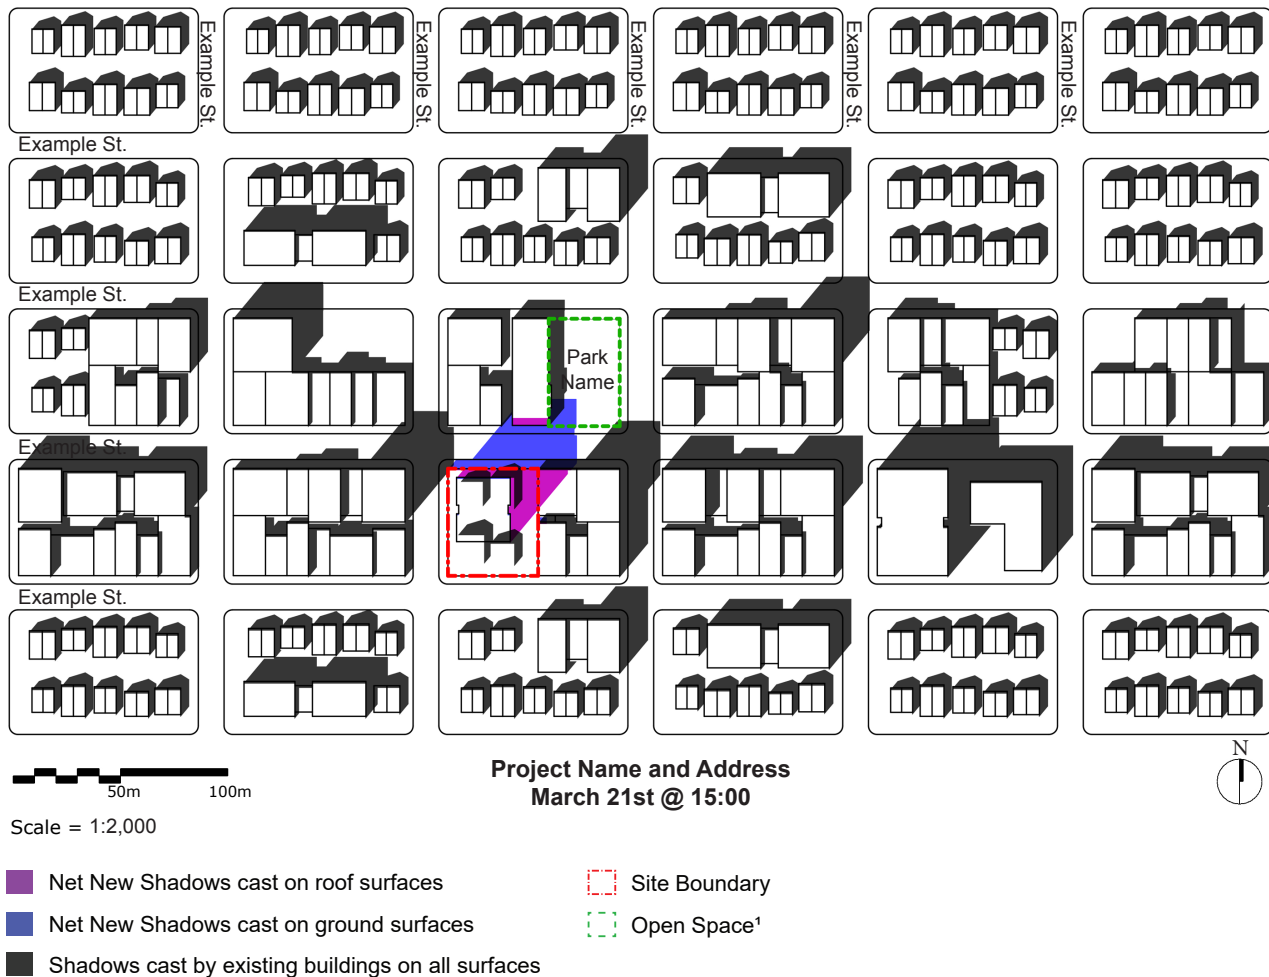 Example St.
Example St.
Example St.
Example St.
Example St.
Example St.
Example St.
Park
Name
Example St.
Example St.
50m
100m
Scale = 1:2,000
Project Name and Address
March 21st @ 15:00
N
Net New Shadows cast on roof surfaces
Site Boundary
Net New Shadows cast on ground surfaces
Open Space¹
Shadows cast by existing buildings on all surfaces